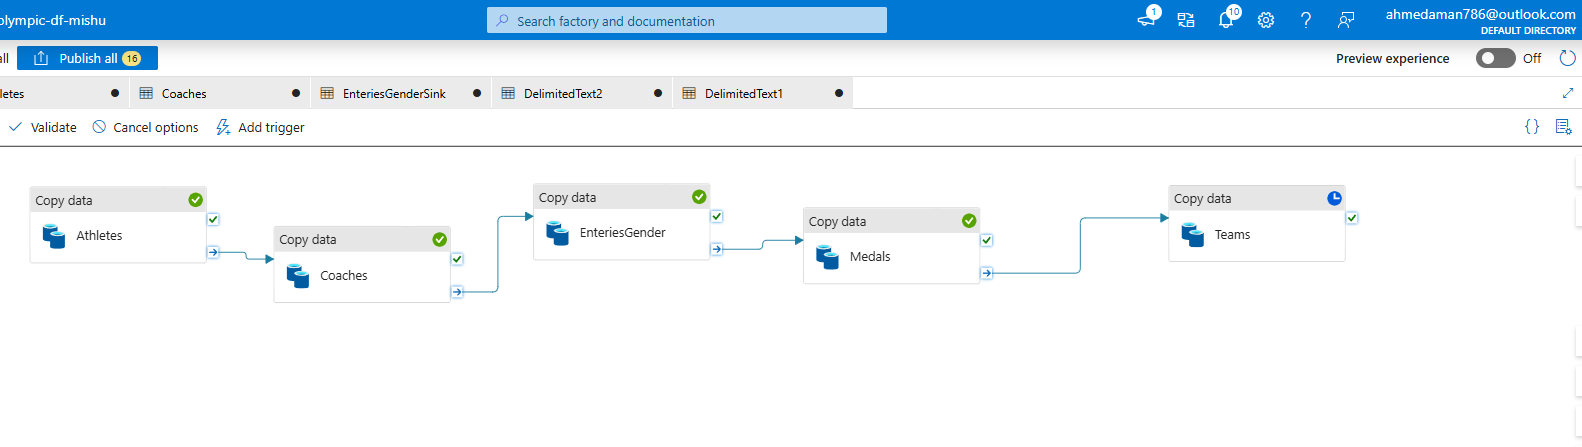 olympic-df-mishu
Search factory and documentation
1
10
ahmedaman786@outlook.com
DEFAULT DIRECTORY
all
Publish all 16
Preview experience
Off
letes
Coaches
EnteriesGenderSink
DelimitedText2
DelimitedText1
Validate
Cancel options
Add trigger
{}
Copy data
Athletes
Copy data
Coaches
Copy data
EnteriesGender
Copy data
Medals
Copy data
Teams